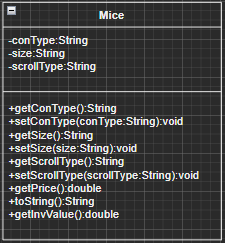 Mice
-conType:String
-size:String
-scrollType:String
+getConType():String
+setConType(conType:String):void
+getSize():String
+setSize(size:String):void
+getScrollType():String
+setScrollType(scrollType:String):void
+getPrice():double
+toString():String
+getInvValue():double